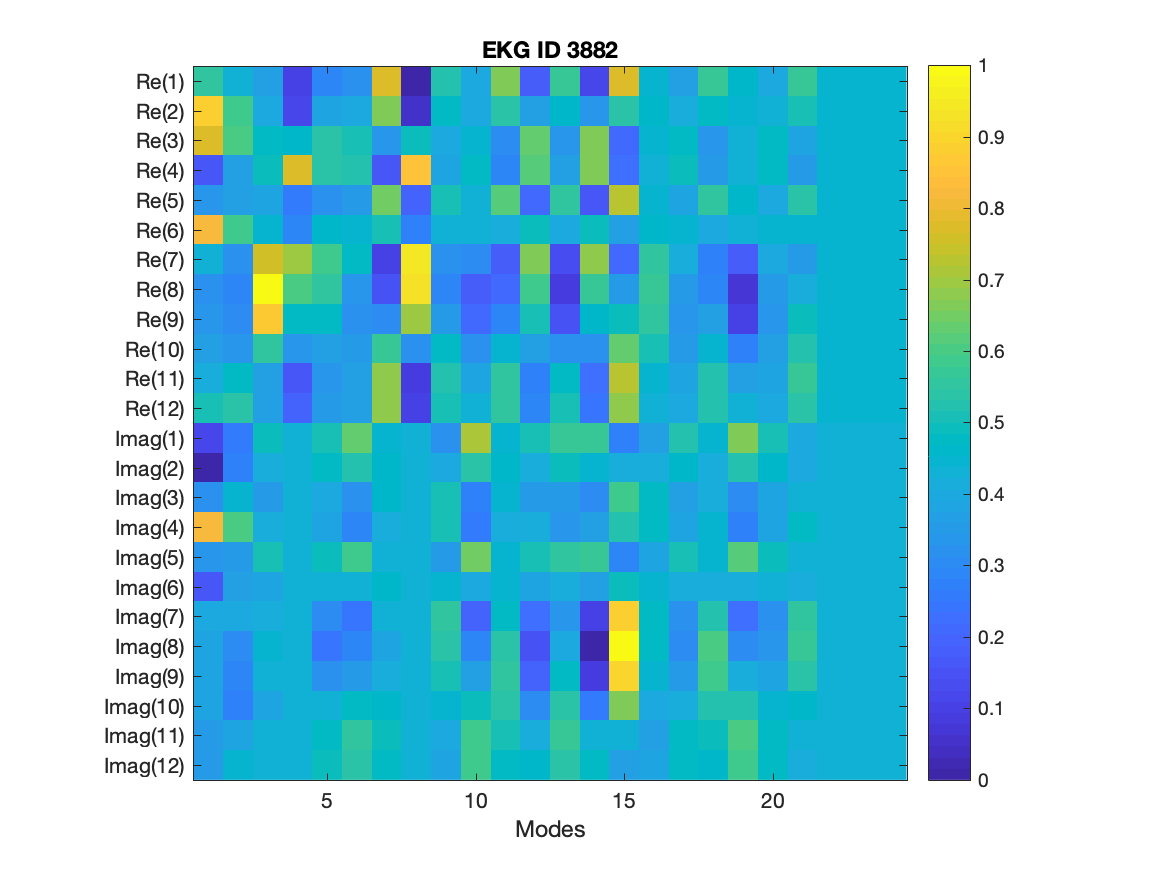 EKG ID 3882
Re(1)
Re(2)
Re(3)
Re(4)
Re(5)
Re(6)
Re(7)
Re(8)
Re(9)
Re(10)
Re(11)
Re(12)
Imag(1)
Imag(2)
Imag(3)
Imag(4)
Imag(5)
Imag(6)
Imag(7)
Imag(8)
Imag(9)
Imag(10)
Imag(11)
Imag(12)
5 10 15 20
Modes
1
0.9
0.8
0.7
0.6
0.5
0.4
0.3
0.2
0.1
0